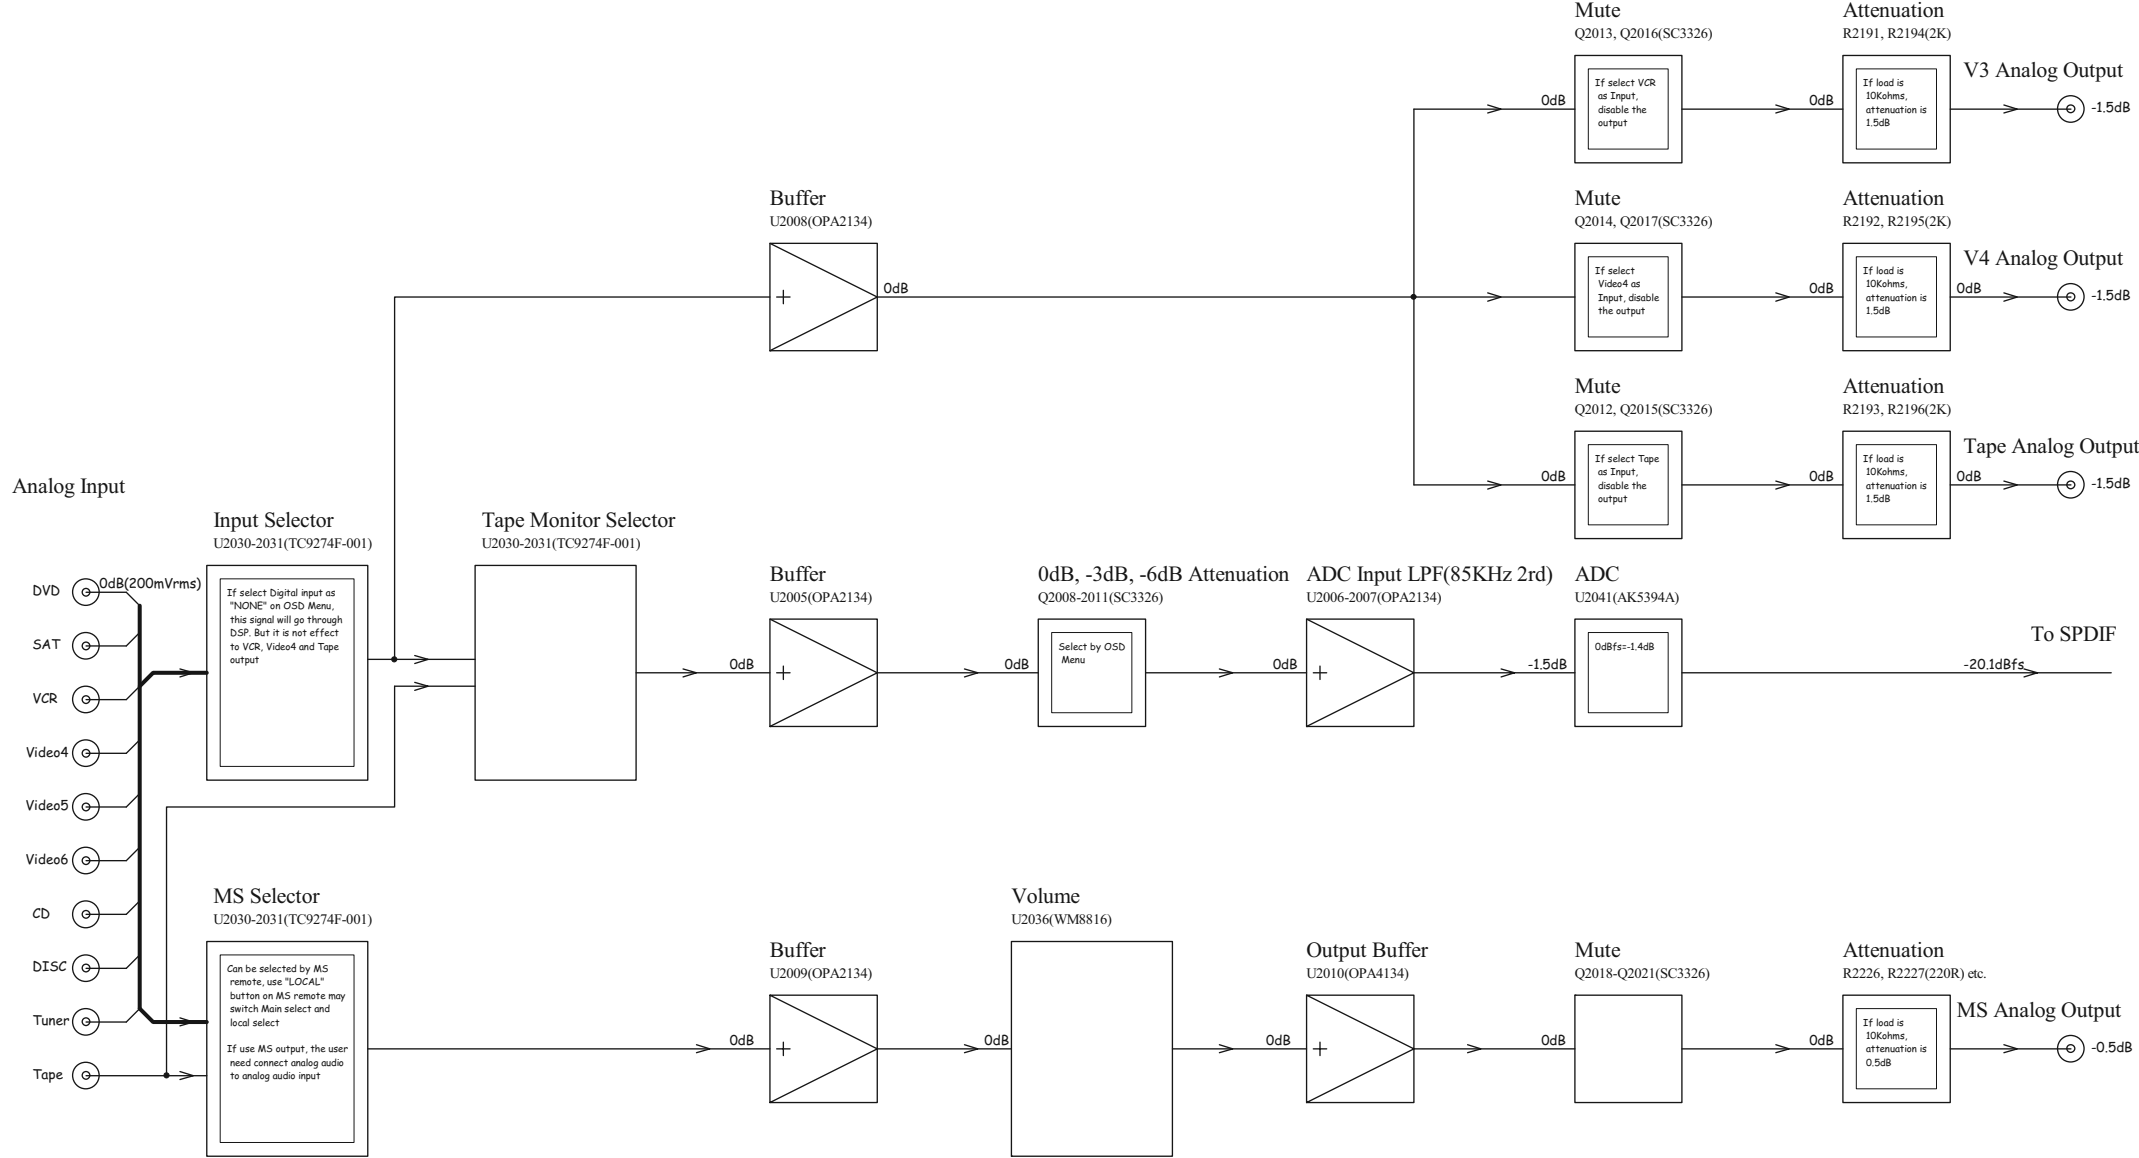 Mute
Q2013, Q2016(SC3326)
Attenuation
R2191, R2194(2K)
V3 Analog Output
0dB
If select VCR
as Input,
disable the
output
0dB
If load is
10Kohms,
attenuation is
1.5dB
-1.5dB
Buffer
U2008(OPA2134)
+
0dB
Mute
Q2014, Q2017(SC3326)
Attenuation
R2192, R2195(2K)
V4 Analog Output
If select
Video4 as
Input, disable
the output
0dB
If load is
10Kohms,
attenuation is
1.5dB
0dB
-1.5dB
Mute
Q2012, Q2015(SC3326)
Attenuation
R2193, R2196(2K)
Tape Analog Output
0dB
If select Tape
as Input,
disable the
output
0dB
If load is
10Kohms,
attenuation is
1.5dB
0dB
-1.5dB
Analog Input
DVD
0dB(200mVrms)
SAT
VCR
Video4
Video5
Video6
CD
DISC
Tuner
Tape
Input Selector
U2030-2031(TC9274F-001)
If select Digital input as
"NONE" on OSD Menu,
this signal will go through
DSP. But it is not effect
to VCR, Video4 and Tape
output
Tape Monitor Selector
U2030-2031(TC9274F-001)
0dB
Buffer
U2005(OPA2134)
+
0dB
0dB, -3dB, -6dB Attenuation
Q2008-2011(SC3326)
Select by OSD
Menu
0dB
ADC Input LPF(85KHz 2rd)
U2006-2007(OPA2134)
+
-1.5dB
ADC
U2041(AK5394A)
0dBfs=-1.4dB
To SPDIF
-20.1dBfs
MS Selector
U2030-2031(TC9274F-001)
Can be selected by MS
remote, use "LOCAL"
button on MS remote may
switch Main select and
local select
If use MS output, the user
need connect analog audio
to analog audio input
0dB
Buffer
U2009(OPA2134)
+
0dB
Volume
U2036(WM8816)
0dB
Output Buffer
U2010(OPA4134)
+
0dB
Mute
Q2018-Q2021(SC3326)
0dB
Attenuation
R2226, R2227(220R) etc.
If load is
10Kohms,
attenuation is
0.5dB
MS Analog Output
-0.5dB